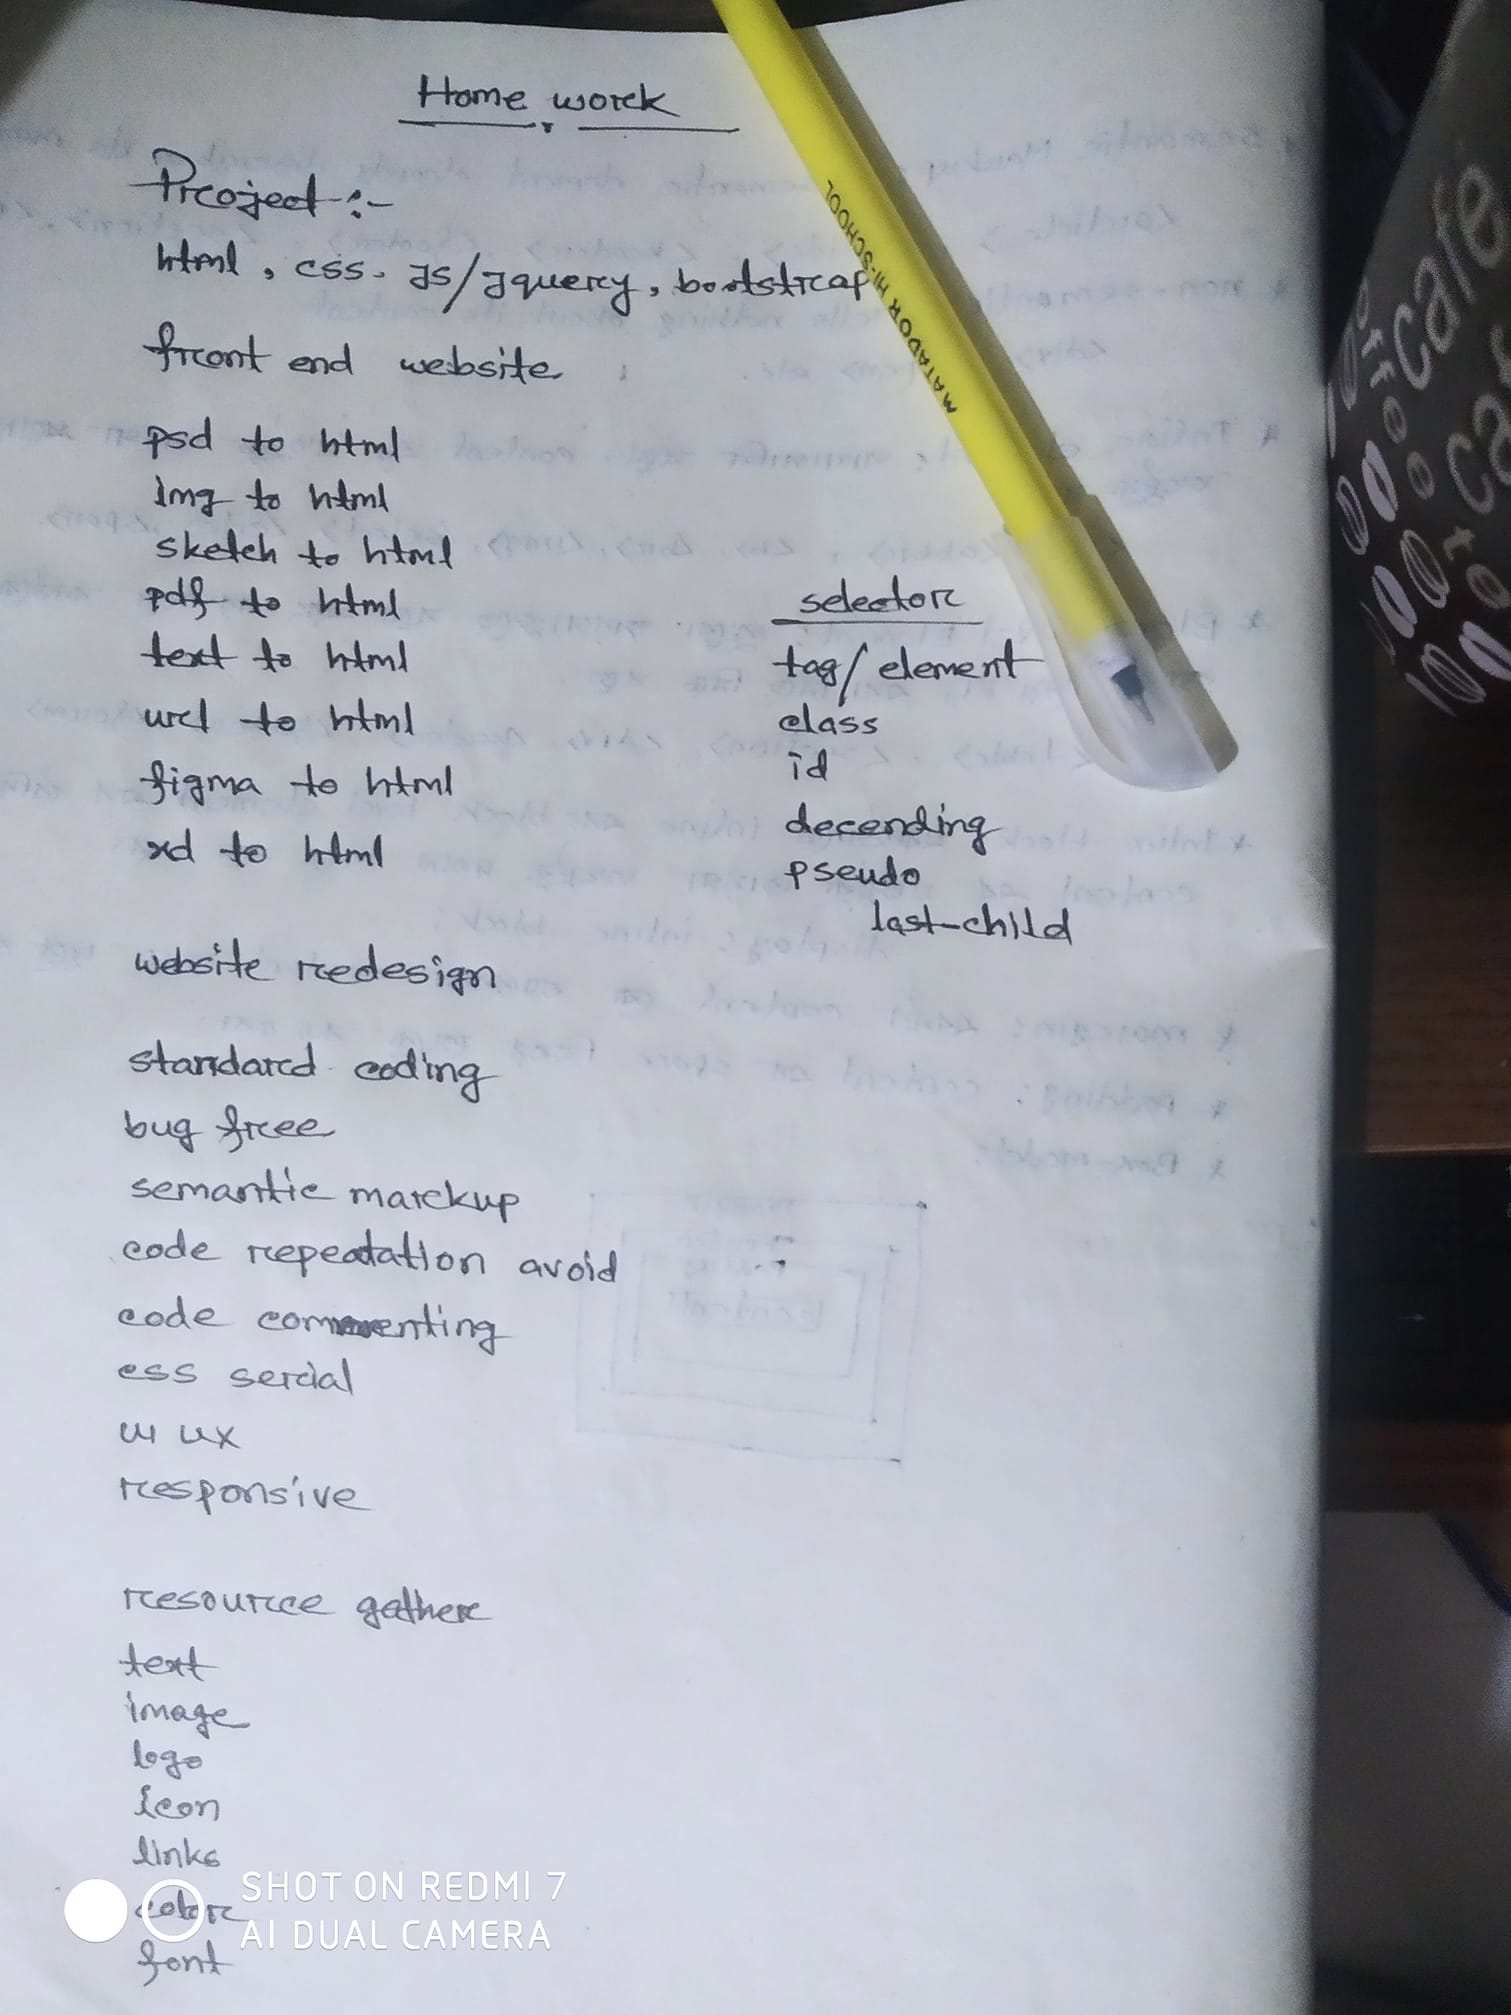 Home work
Project :-
html, css. Js/Jquery, bootstrap
front end website
psd to html
img to html
sketch to html
pdf to html
text to html
url to html
figma to html
xd to html
selector
tag/element
class
id
decending
pseudo
last-child
website redesign
standard coding
bug free
semantic markup
code repeatation avoid
code commenting
css serial
ui ux
responsive
resource gather
text
image
logo
icon
links
color
font
MATADOR HI-SCHOOL
Cafe
SHOT ON REDMI 7
AI DUAL CAMERA